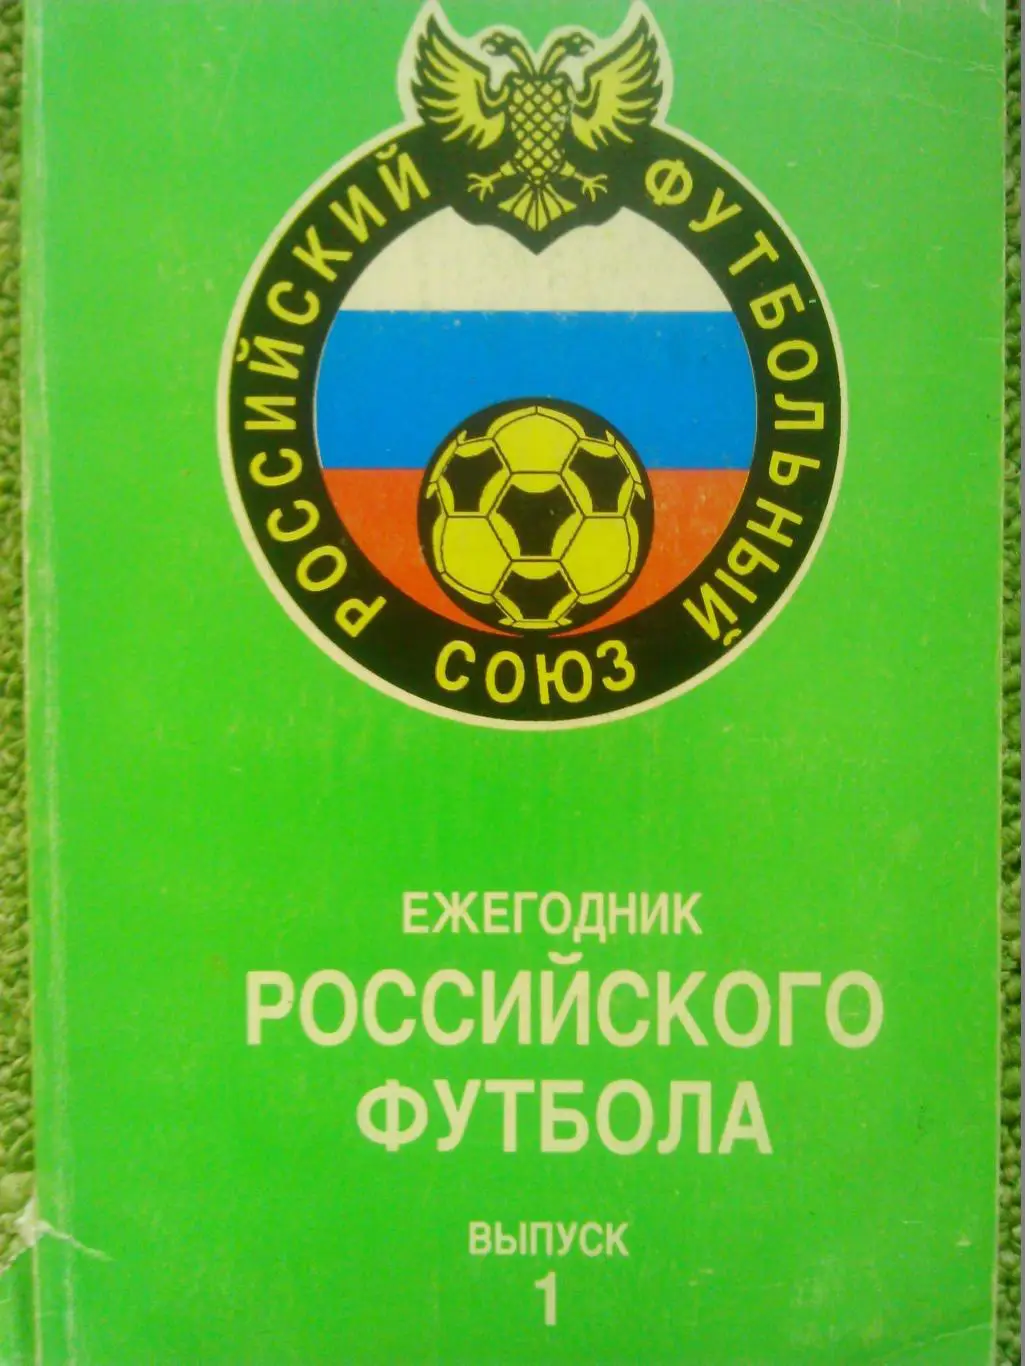 РОССИЙСКИЙ ФУТБОЛЬНЫЙ
СОЮЗ
ЕЖЕГОДНИК
РОССИЙСКОГО
ФУТБОЛА
ВЫПУСК
1